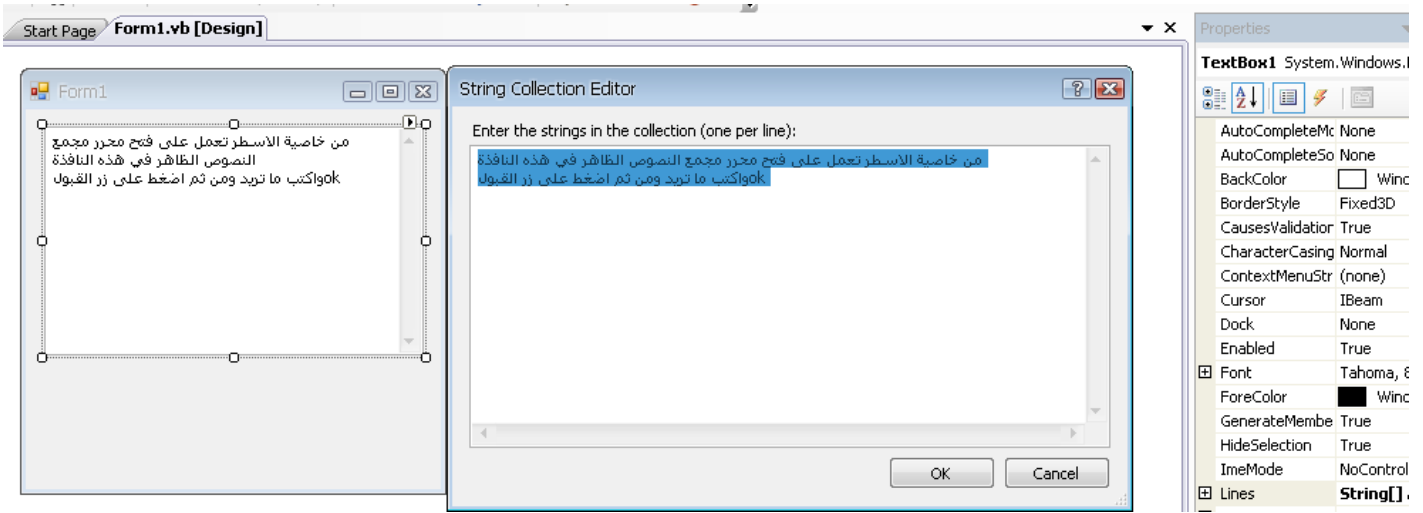 Start Page
Form1.vb [Design]
Form1
من خاصية الاسطر تعمل على فتح محرر مجمع
النصوص الظاهر في هذه النافذة
okواكتب ما تريد ومن ثم اضغط على زر القبول
String Collection Editor
Enter the strings in the collection (one per line):
من خاصية الاسطر تعمل على فتح محرر مجمع النصوص الظاهر في هذه النافذة
okواكتب ما تريد ومن ثم اضغط على زر القبول
OK
Cancel
Properties
TextBox1 System.Windows.
AutoCompleteMo None
AutoCompleteSo None
BackColor Winc
BorderStyle Fixed3D
CausesValidation True
CharacterCasing Normal
ContextMenuStr (none)
Cursor IBeam
Dock None
Enabled True
Font Tahoma, 8
ForeColor Winc
GenerateMembe True
HideSelection True
ImeMode NoControl
Lines String[]